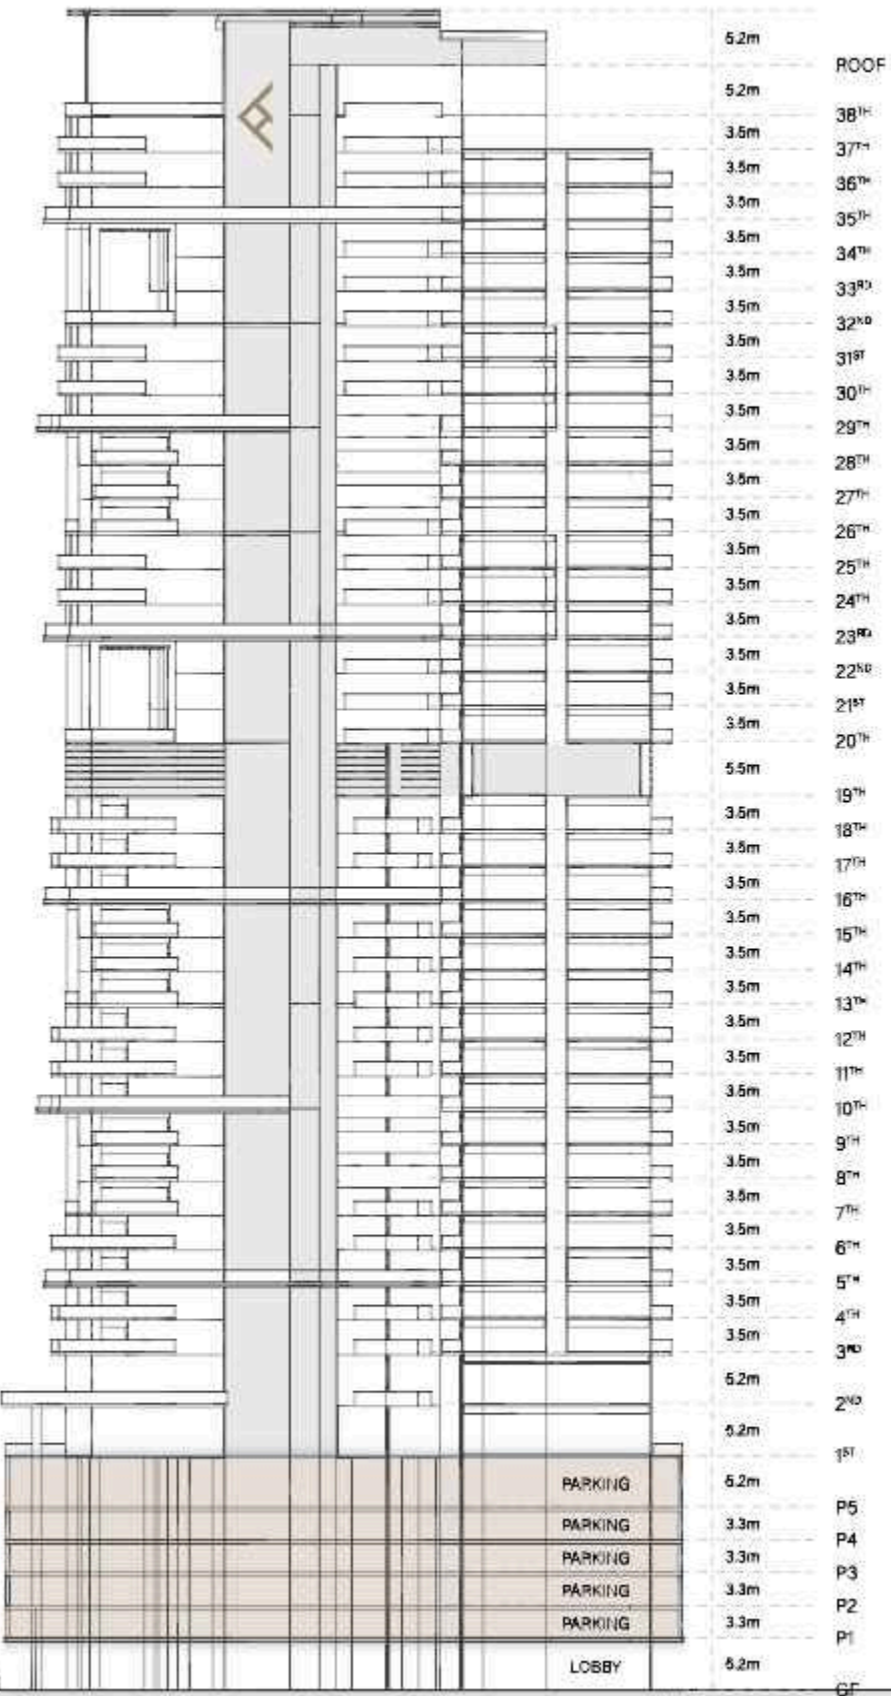 5.2m
ROOF
5.2m
38TH
3.5m
37TH
3.5m
36TH
3.5m
35TH
3.5m
34TH
3.5m
33RD
3.5m
32ND
3.5m
31ST
3.5m
30TH
3.5m
29TH
3.5m
28TH
3.5m
27TH
3.5m
26TH
3.5m
25TH
3.5m
24TH
3.5m
23RD
3.5m
22ND
3.5m
21ST
3.5m
20TH
5.5m
19TH
3.5m
18TH
3.5m
17TH
3.5m
16TH
3.5m
15TH
3.5m
14TH
3.5m
13TH
3.5m
12TH
3.5m
11TH
3.5m
10TH
3.5m
9TH
3.5m
8TH
3.5m
7TH
3.5m
6TH
3.5m
5TH
3.5m
4TH
3.5m
3RD
5.2m
2ND
5.2m
1ST
PARKING 5.2m
P5
PARKING 3.3m
P4
PARKING 3.3m
P3
PARKING 3.3m
P2
PARKING 3.3m
P1
LOBBY 5.2m
GF